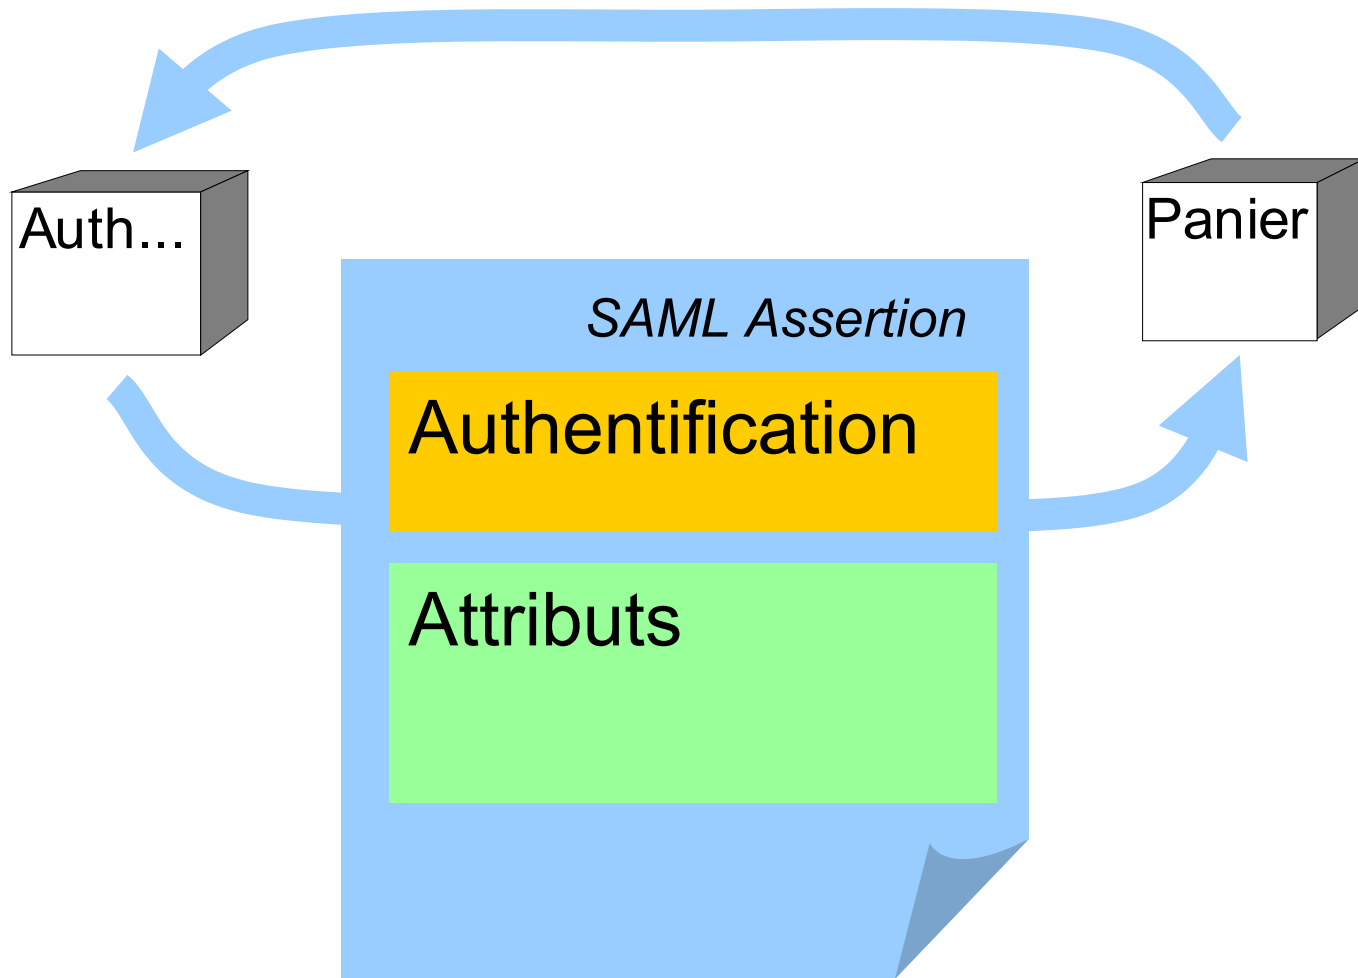 Auth...
Panier
SAML Assertion
Authentification
Attributs